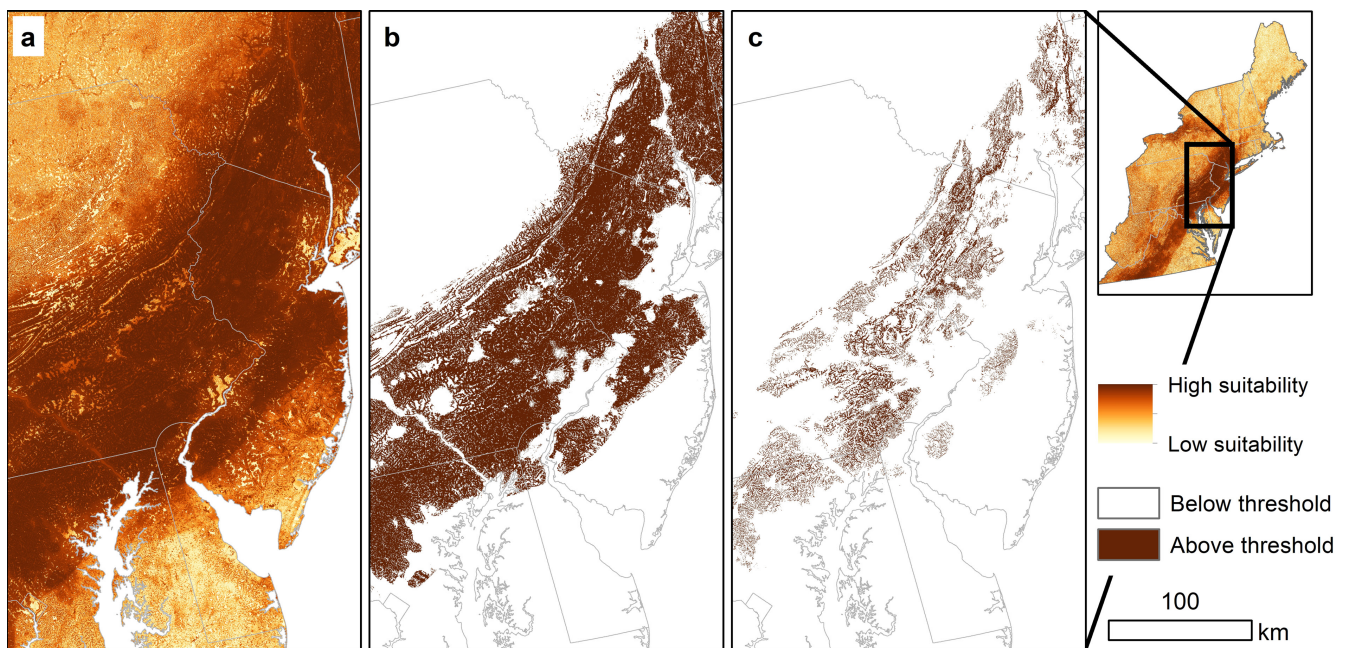 a
b
c
High suitability
Low suitability
Below threshold
Above threshold
100
km